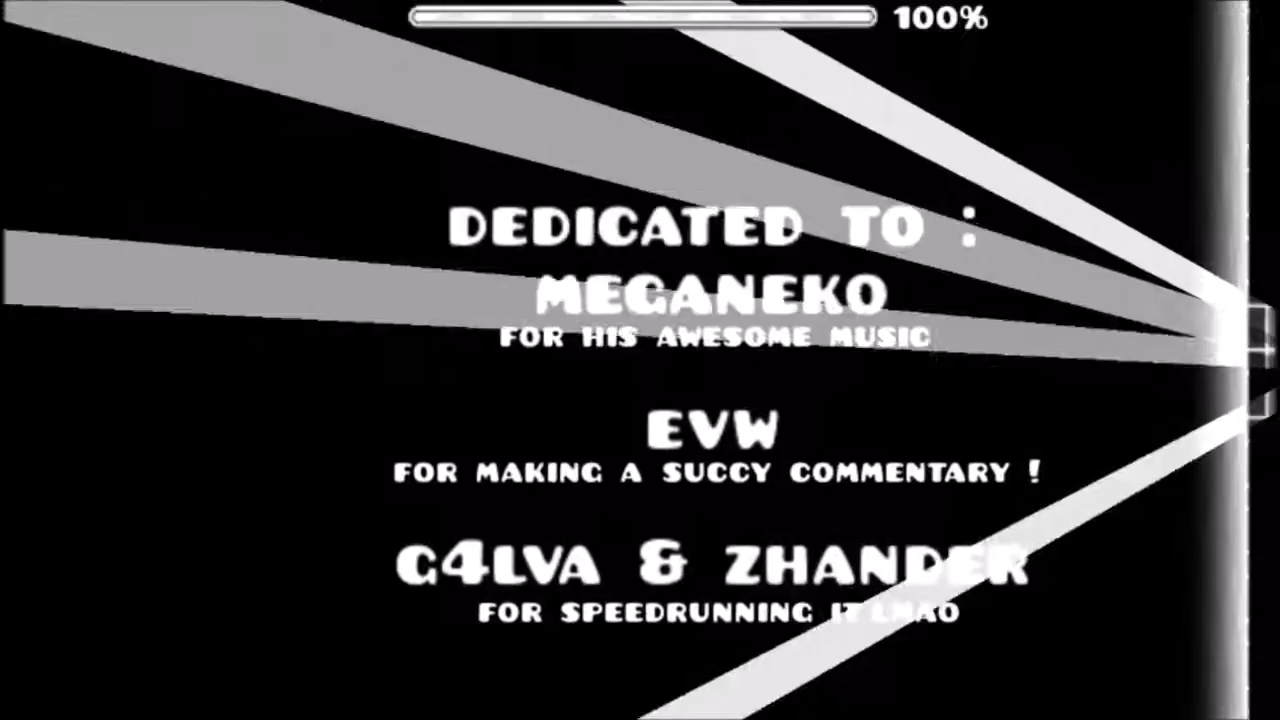 100%
DEDICATED TO :
MEGANEKO
FOR HIS AWESOME MUSIC
EVW
FOR MAKING A SUCCY COMMENTARY !
G4LVA & ZHANDER
FOR SPEEDRUNNING IT LMAO